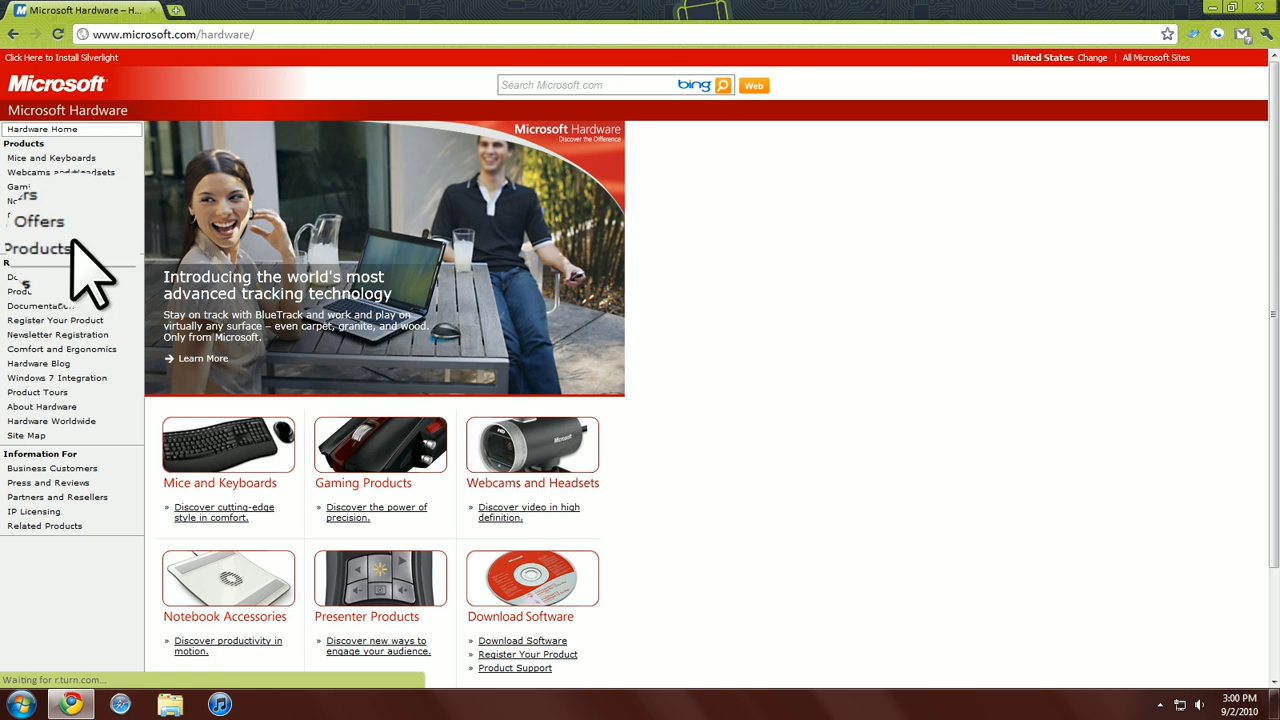 Microsoft Hardware – H...
www.microsoft.com/hardware/
Click Here to Install Silverlight
United States Change | All Microsoft Sites
Microsoft
Search Microsoft.com
bing
Web
Microsoft Hardware
Hardware Home
Products
Mice and Keyboards
Webcams and Headsets
Offers
Products
Register Your Product
Newsletter Registration
Comfort and Ergonomics
Hardware Blog
Windows 7 Integration
Product Tours
About Hardware
Hardware Worldwide
Site Map
Information For
Business Customers
Press and Reviews
Partners and Resellers
IP Licensing
Related Products
Microsoft Hardware
Discover the Difference
Introducing the world's most
advanced tracking technology
Stay on track with BlueTrack and work and play on
virtually any surface – even carpet, granite, and wood.
Only from Microsoft.
Learn More
Mice and Keyboards
» Discover cutting-edge
style in comfort.
Gaming Products
» Discover the power of
precision.
Webcams and Headsets
» Discover video in high
definition.
Notebook Accessories
» Discover productivity in
motion.
Presenter Products
» Discover new ways to
engage your audience.
Download Software
» Download Software
» Register Your Product
» Product Support
Waiting for r.turn.com...
3:00 PM
9/2/2010